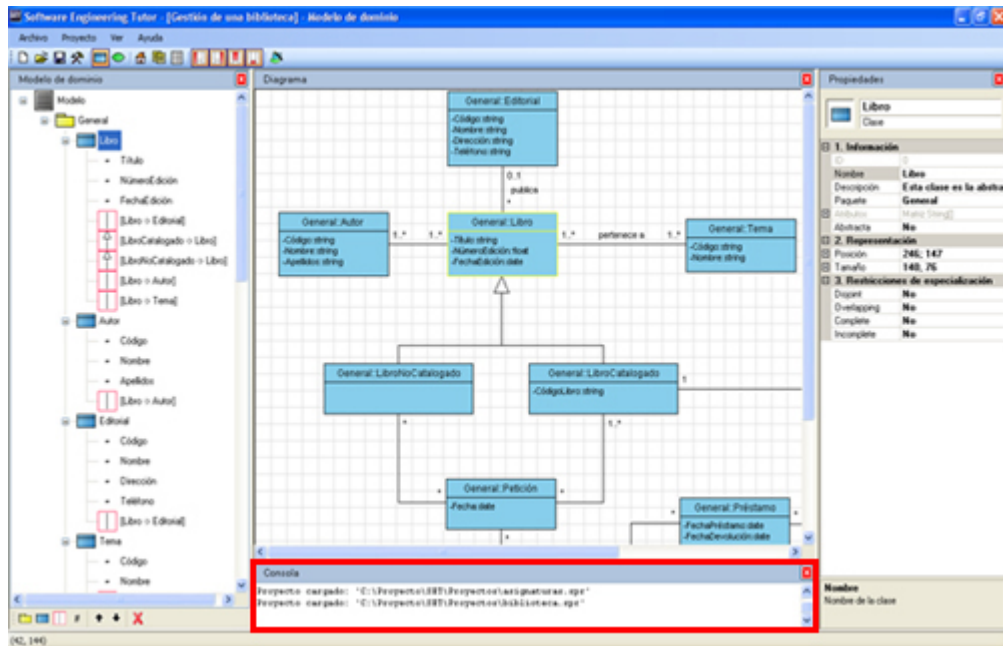 Software Engineering Tutor - [Gestión de una biblioteca] - Modelo de dominio
Archivo Proyecto Ver Ayuda
Modelo de dominio
Modelo
General
Libro
Título
NúmeroEdición
FechaEdición
[Libro -> Editorial]
[LibroCatalogado -> Libro]
[LibroNoCatalogado -> Libro]
[Libro -> Autor]
[Libro -> Tema]
Autor
Código
Nombre
Apellidos
[Libro -> Autor]
Editorial
Código
Nombre
Dirección
Teléfono
[Libro -> Editorial]
Tema
Código
Nombre
(42, 144)
Diagrama
General::Editorial
-Código:string
-Nombre:string
-Dirección:string
-Teléfono:string
0..1
publica
*
General::Autor
-Código:string
-Nombre:string
-Apellidos:string
1..* 1..*
General::Libro
-Título:string
-NúmeroEdición:float
-FechaEdición:date
1..* pertenece a 1..*
General::Tema
-Código:string
-Nombre:string
General::LibroNoCatalogado
General::LibroCatalogado
-CódigoLibro:string
1
*
1..*
* General::Petición *
-Fecha:date
*
* General::Préstamo *
-FechaPréstamo:date
-FechaDevolución:date
Consola
Proyecto cargado: 'C:\Proyecto\SET\Proyectos\asignaturas.spr'
Proyecto cargado: 'C:\Proyecto\SET\Proyectos\biblioteca.spr'
Propiedades
Libro
Clase
1. Información
ID 0
Nombre Libro
Descripción Esta clase es la abstra
Paquete General
Atributos Matriz String[]
Abstracta No
2. Representación
Posición 246; 147
Tamaño 140; 76
3. Restricciones de especialización
Disjoint No
Overlapping No
Complete No
Incomplete No
Nombre
Nombre de la clase